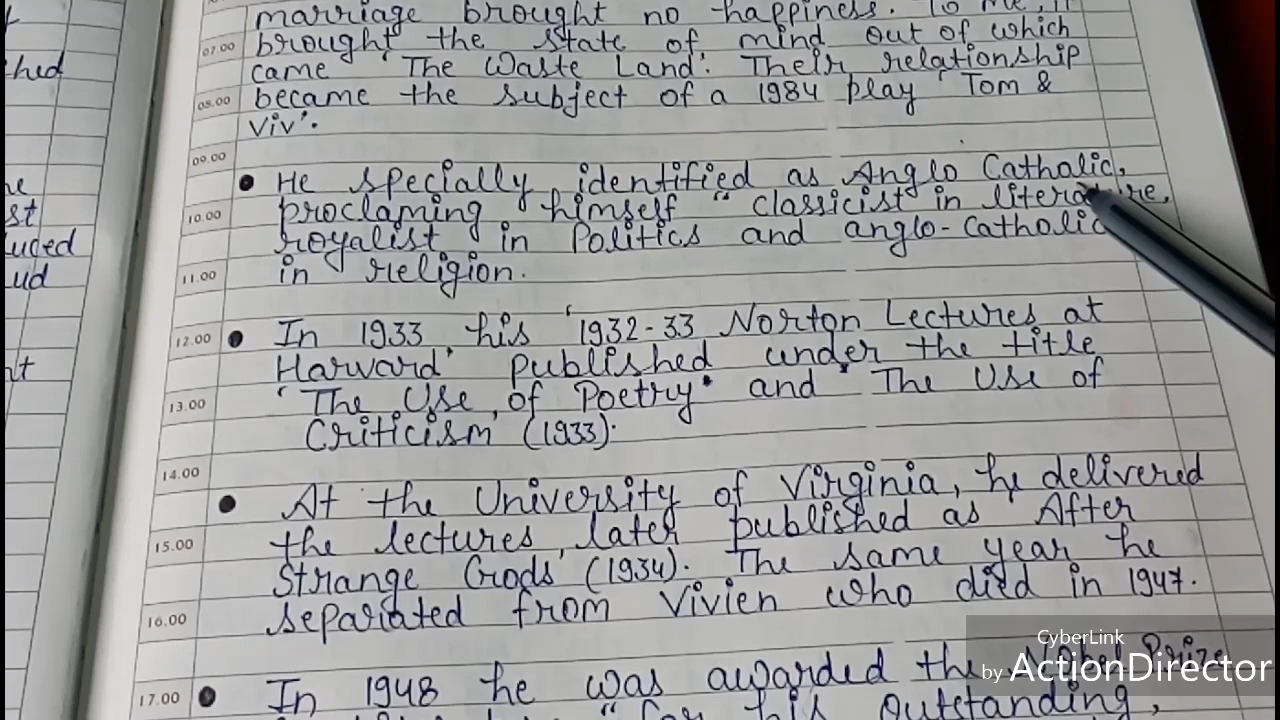 marriage brought no happiness. To me, it
07.00 brought the state of mind out of which
came 'The Waste Land'. Their relationship
08.00 became the subject of a 1984 play 'Tom &
Viv'.
09.00
• He specially identified as Anglo Catholic,
10.00 proclaming himself "classicist in literature,
royalist in Politics and anglo-Catholic
11.00 in religion.
12.00 • In 1933, his '1932-33 Norton Lectures at
Harward' published under the title
13.00 'The Use of Poetry' and 'The Use of
Criticism' (1933).
14.00
• At the University of Virginia, he delivered
15.00 the lectures, later published as 'After
Strange Gods' (1934). The same year he
16.00 separated from Vivien who died in 1947.
17.00 • In 1948 he was awarded the Nobel Prize
"for his outstanding,
hed
st
ud
CyberLink
by ActionDirector